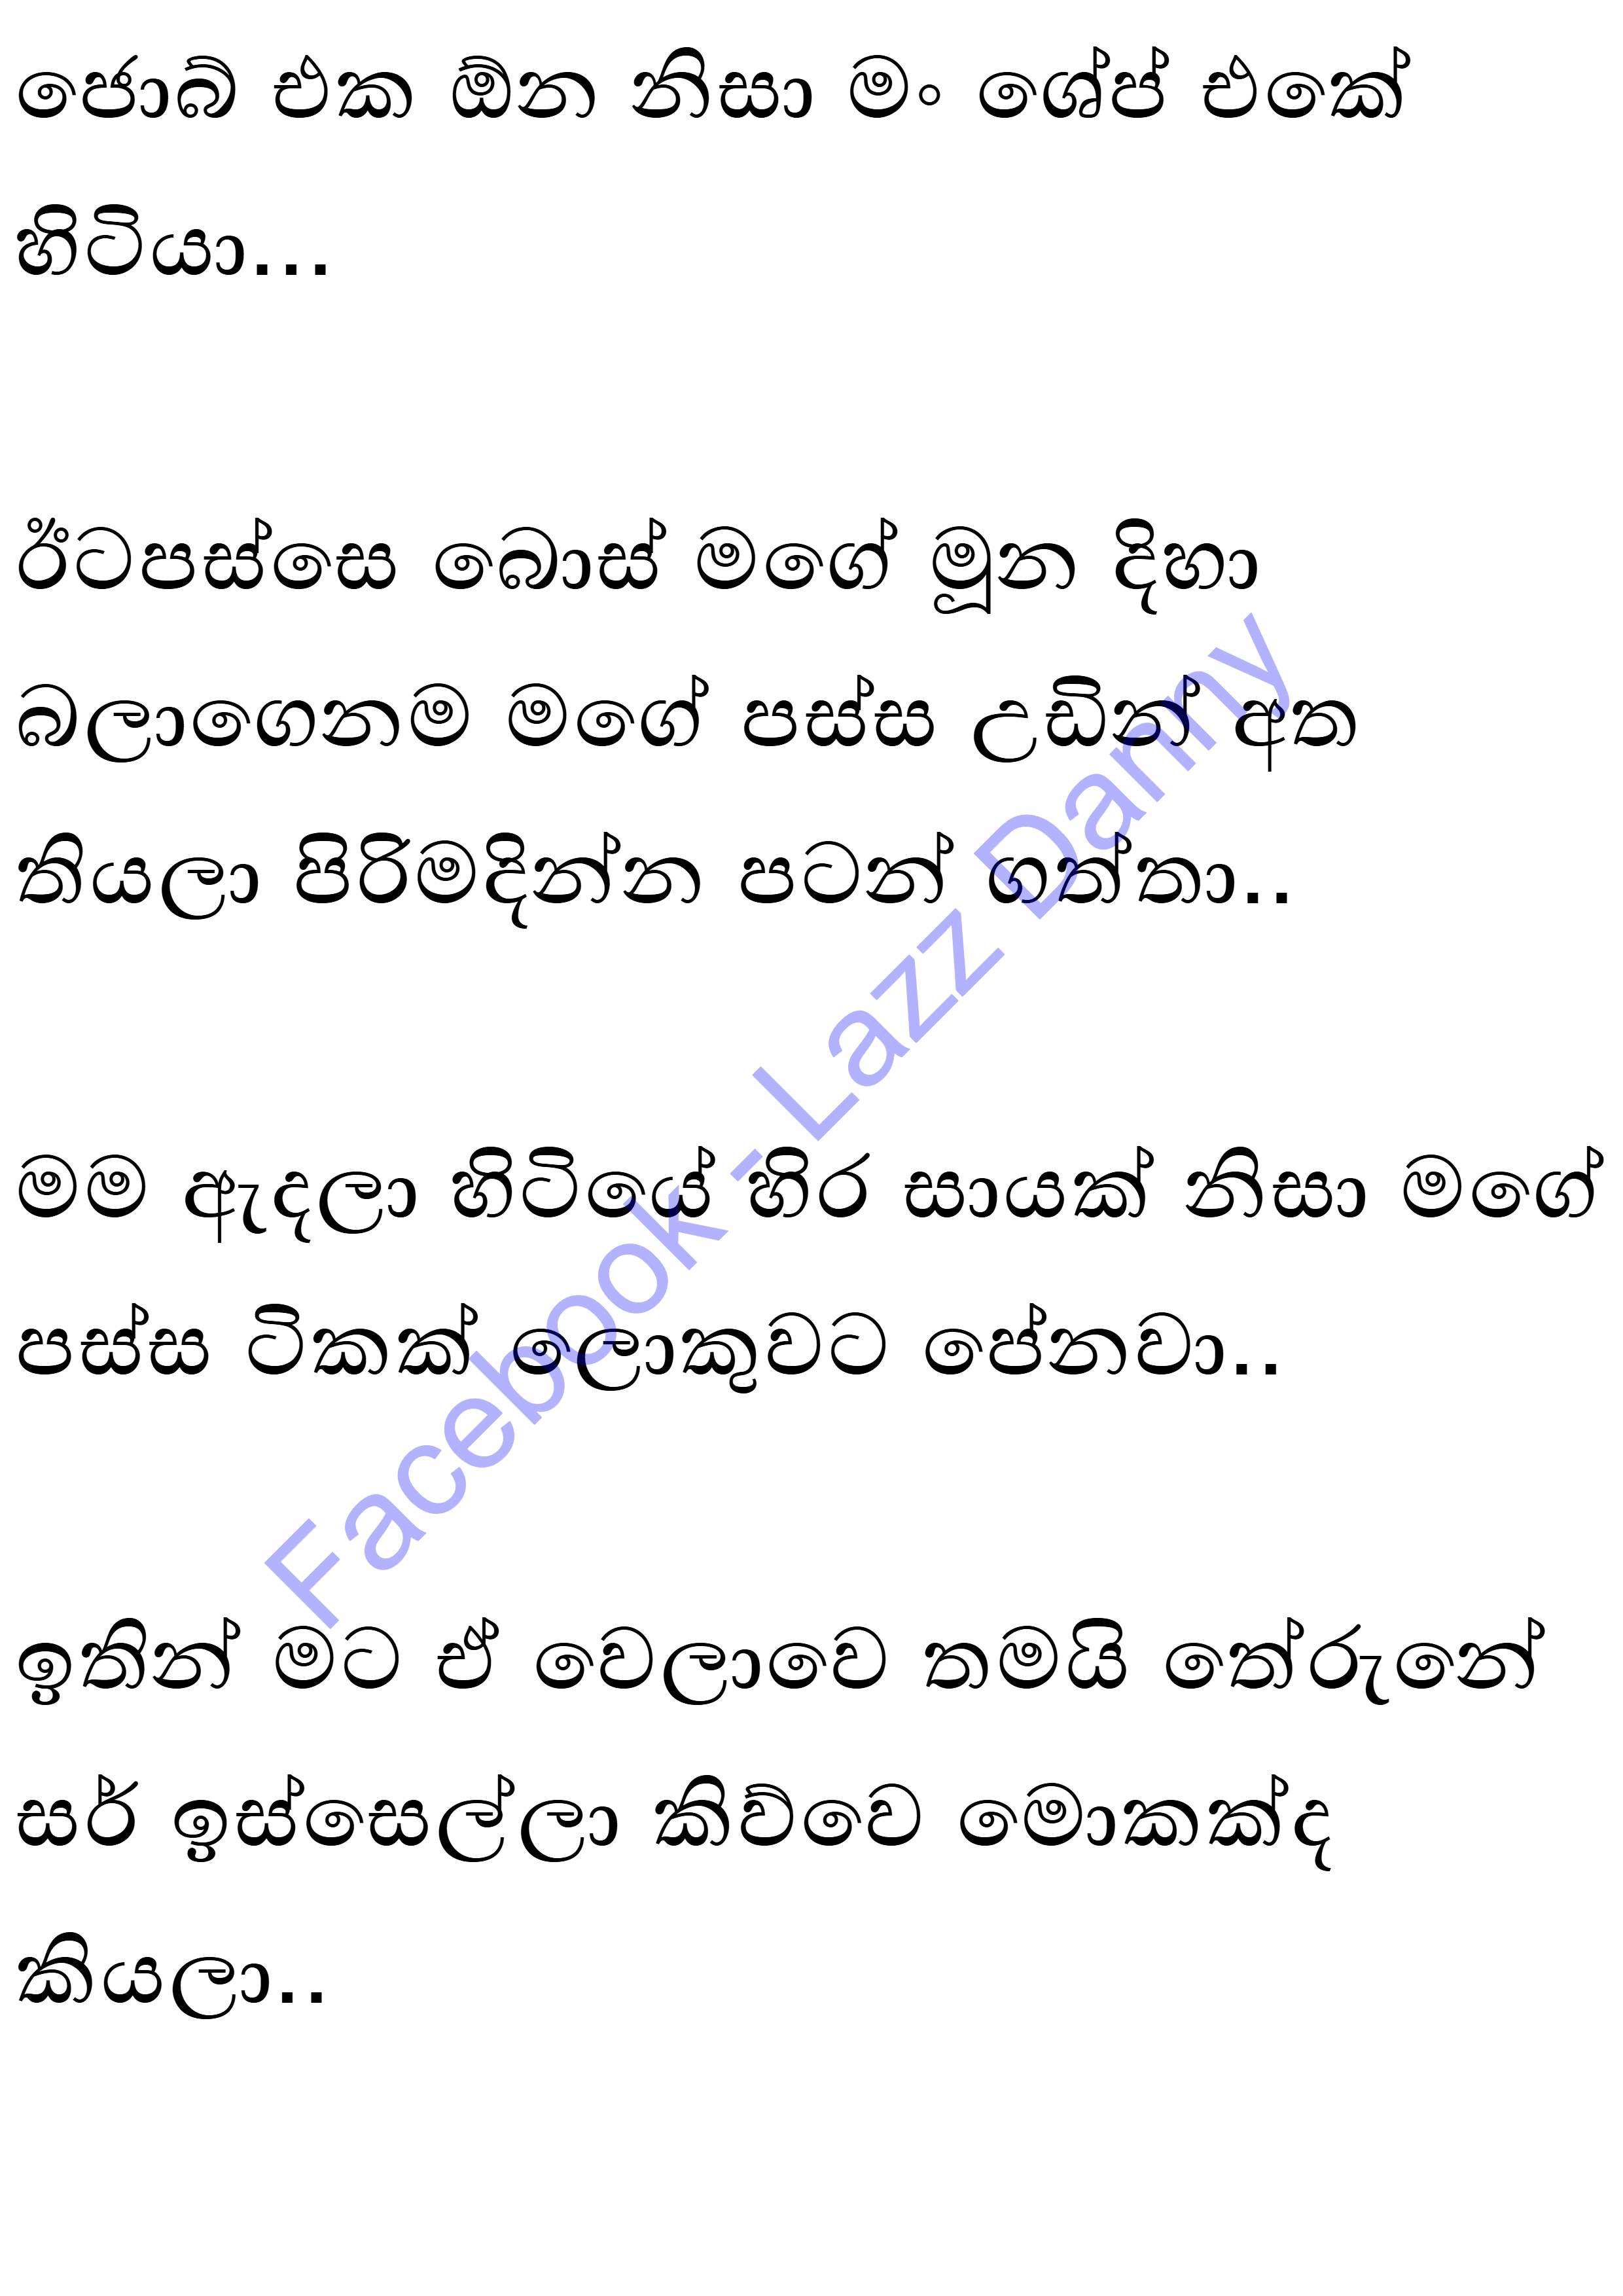 ජොබ් එක ඕන නිසා මං ශේප් එකේ
හිටියා...
ඊටපස්සෙ බොස් මගේ මූන දිහා
බලාගෙනම මගේ පස්ස උඩින් අත
තියලා පිරිමදින්න පටන් ගත්තා..
මම ඇදලා හිටියේ හිර සායක් නිසා මගේ
පස්ස ටිකක් ලොකුවට පේනවා..
ඉතින් මට ඒ වෙලාවෙ තමයි තේරුනේ
සර් ඉස්සෙල්ලා කිව්වෙ මොකක්ද
කියලා..
Facebook - Lazz Danny